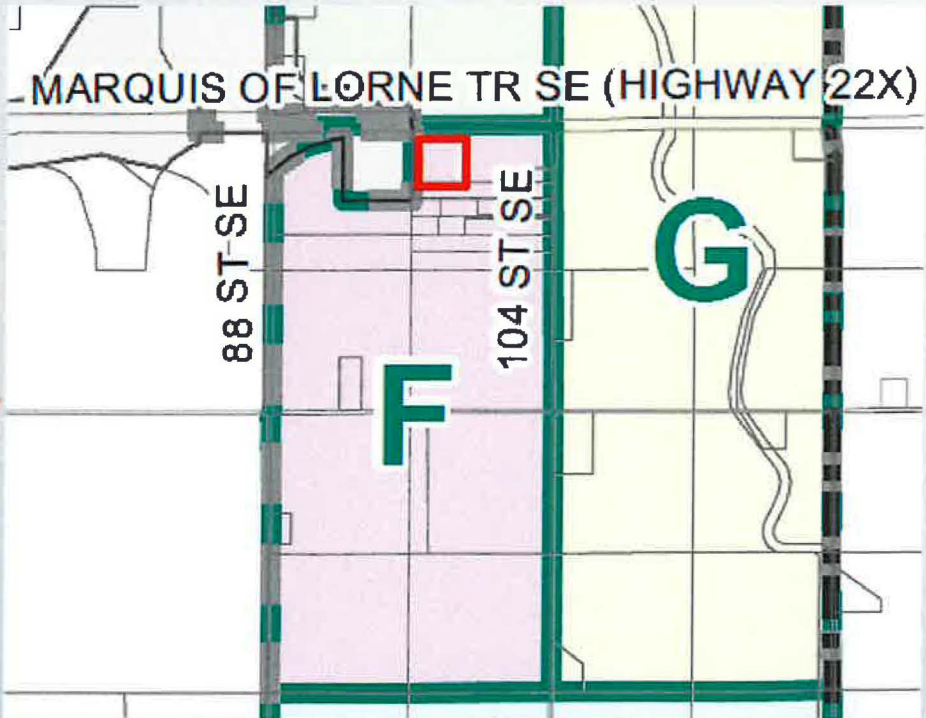 MARQUIS OF LORNE TR SE (HIGHWAY 22X)
88 ST SE
104 ST SE
G
F